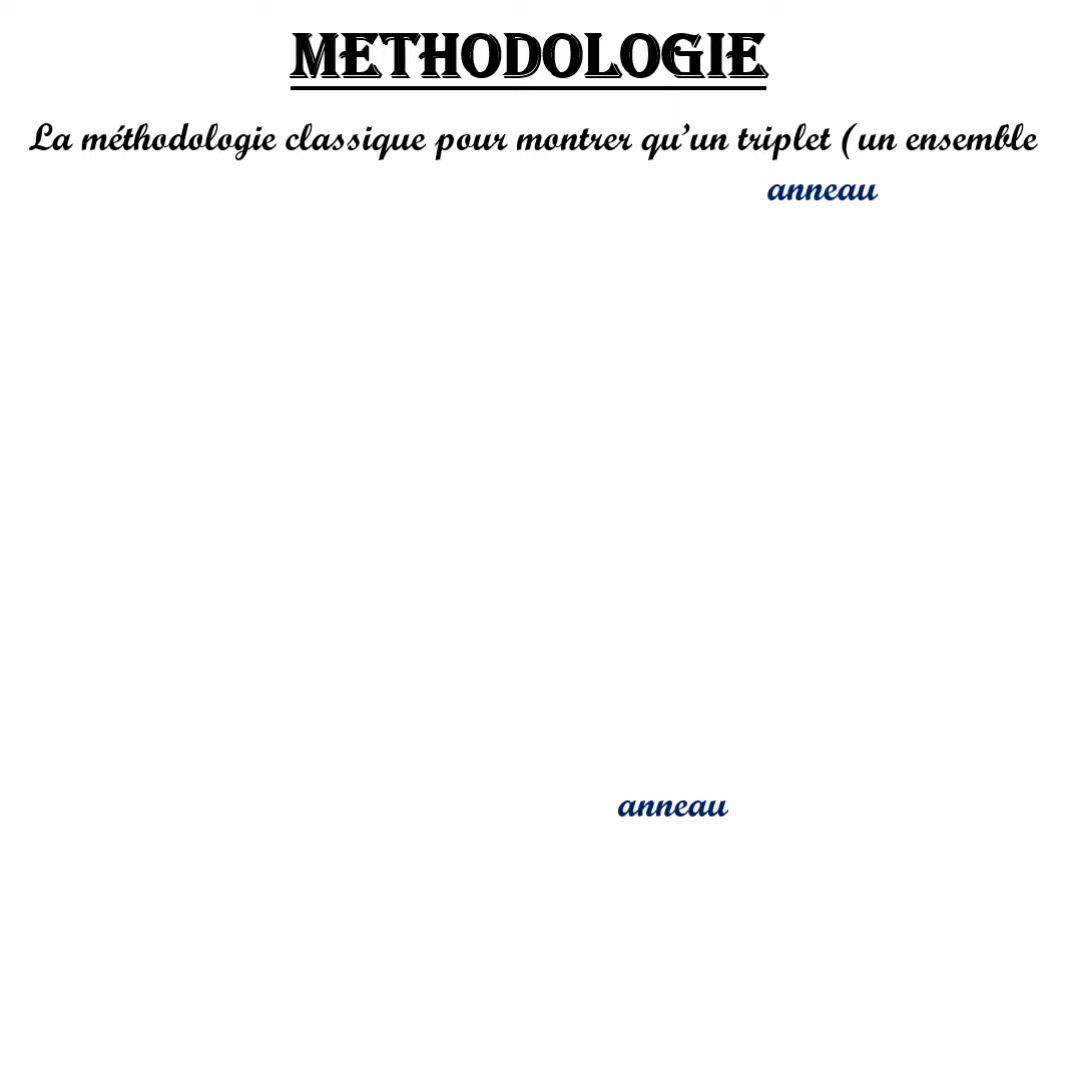 METHODOLOGIE
La méthodologie classique pour montrer qu’un triplet (un ensemble
anneau
anneau